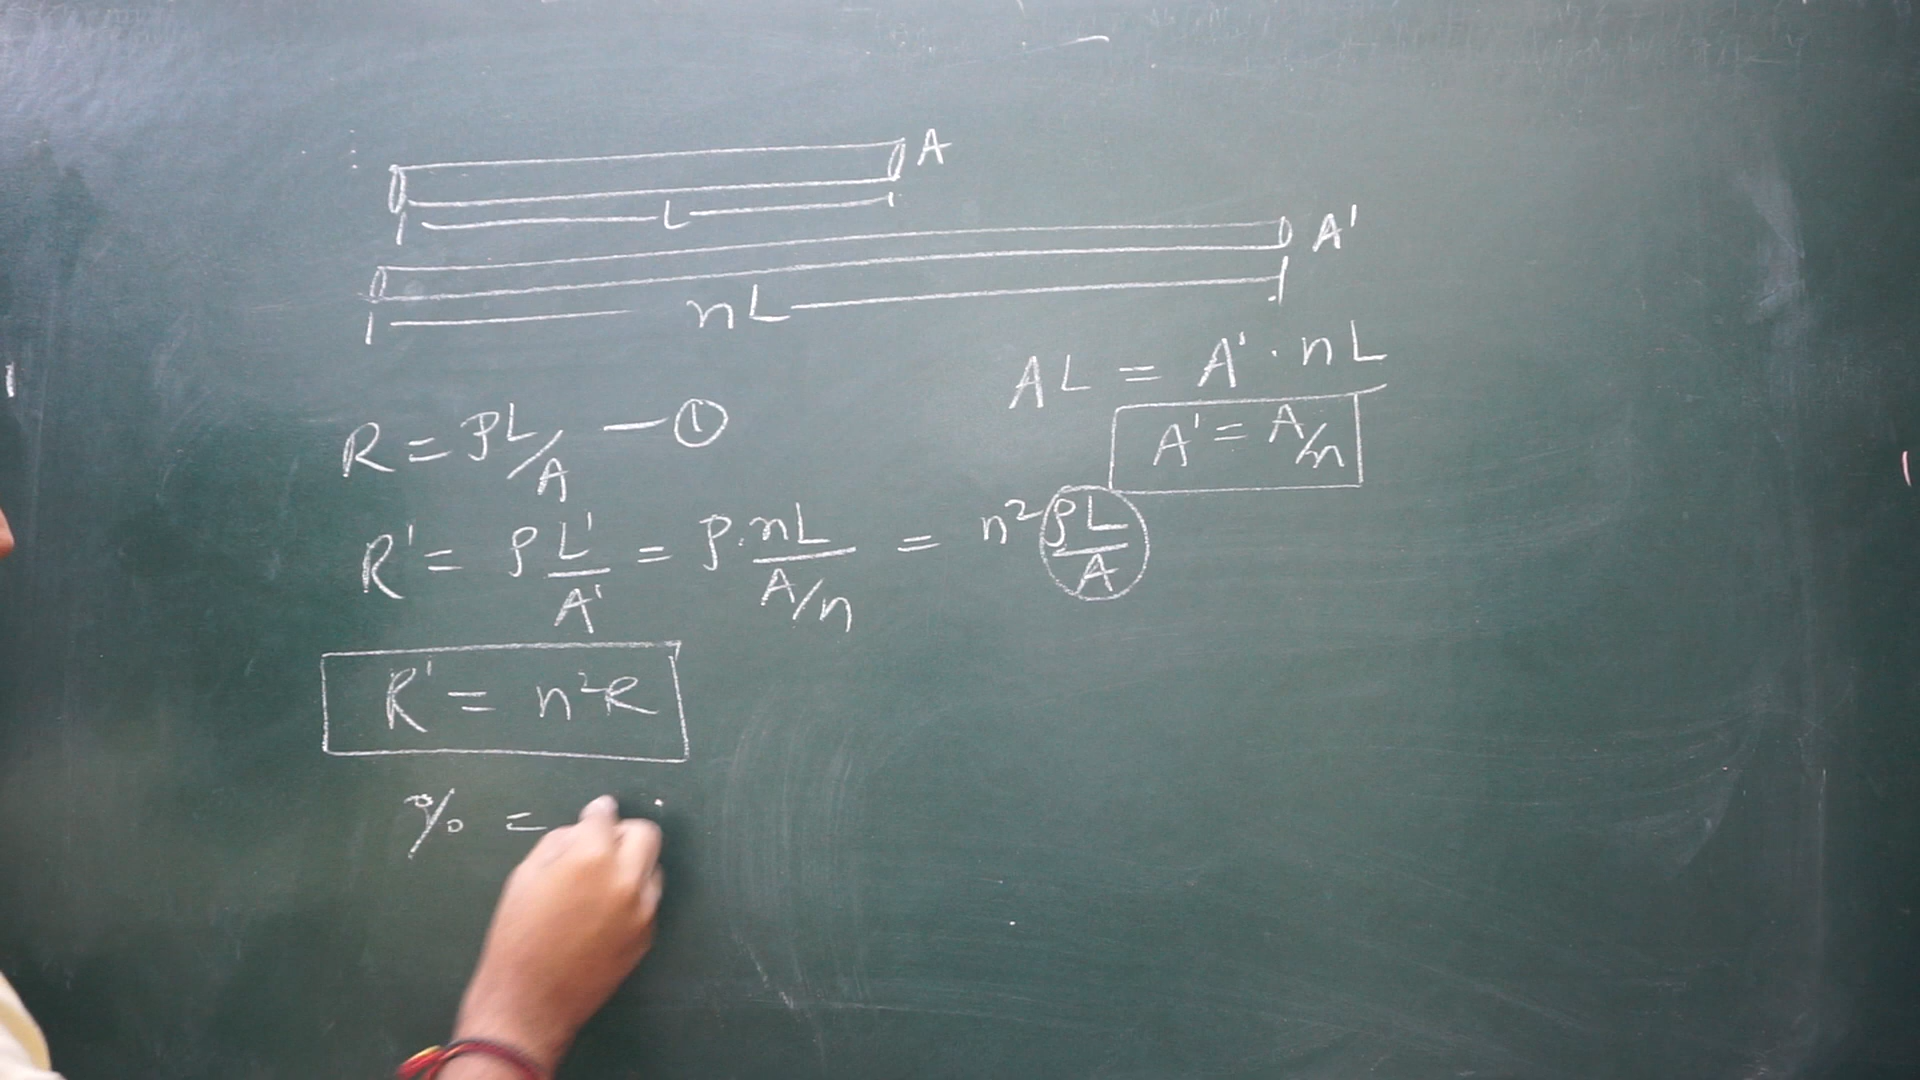 A
L
A'
nL
AL = A' · nL
R = ρL/A — ①
A' = A/n
R' = ρ L'/A' = ρ · nL/A/n = n² ρL/A
R' = n²R
% =